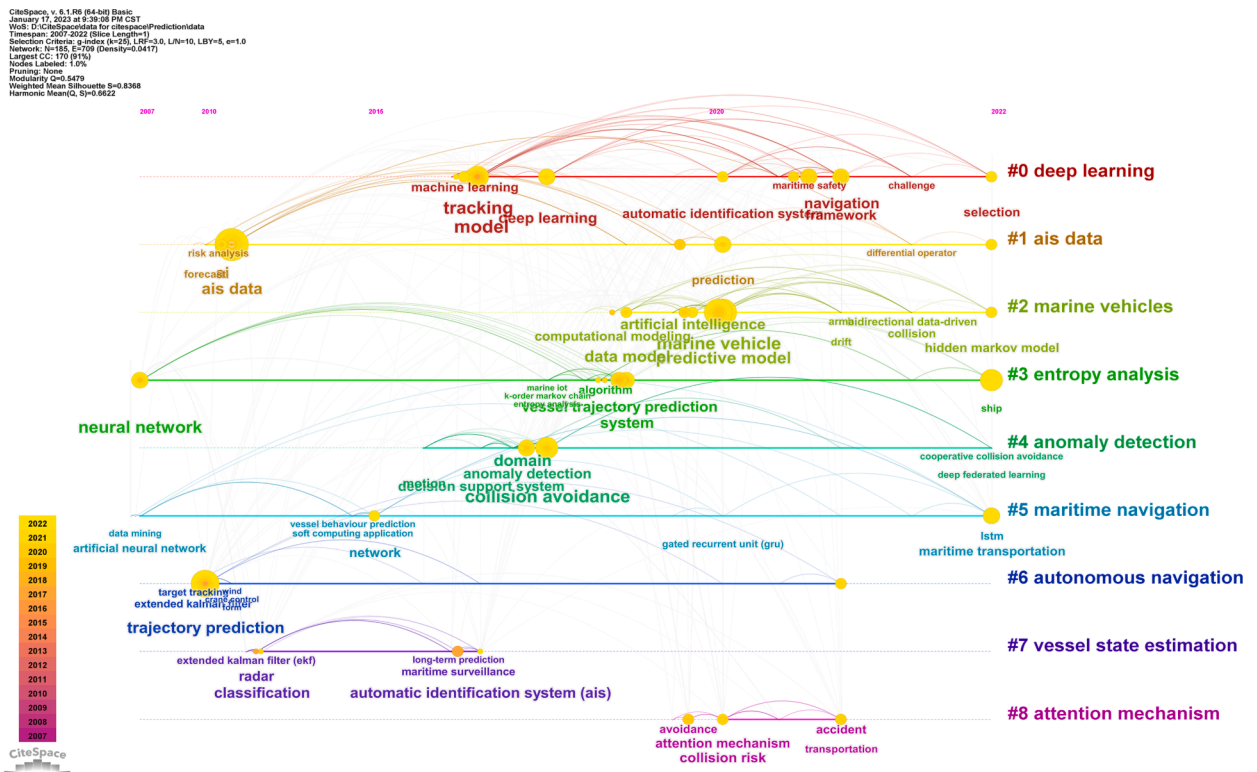 CiteSpace, v. 6.1.R6 (64-bit) Basic
January 17, 2023 at 9:39:08 PM CST
WoS: D:\CiteSpace\data for citespace\Prediction\data
Timespan: 2007-2022 (Slice Length=1)
Selection Criteria: g-index (k=25), LRF=3.0, L/N=10, LBY=5, e=1.0
Network: N=185, E=709 (Density=0.0417)
Largest CC: 170 (91%)
Nodes Labeled: 1.0%
Pruning: None
Modularity Q=0.5479
Weighted Mean Silhouette S=0.8368
Harmonic Mean(Q, S)=0.6622
2007 2010 2015 2020 2022
#0 deep learning
machine learning
maritime safety
challenge
tracking
model
deep learning
automatic identification system
navigation
framework
selection
#1 ais data
risk analysis
differential operator
forecast
ais data
prediction
#2 marine vehicles
artificial intelligence
computational modeling
marine vehicle
data model
predictive model
bidirectional data-driven
collision
drift
hidden markov model
#3 entropy analysis
marine iot
algorithm
k-order markov chain
entropy analysis
vessel trajectory prediction
system
neural network
ship
#4 anomaly detection
domain
anomaly detection
motion
decision support system
collision avoidance
cooperative collision avoidance
deep federated learning
#5 maritime navigation
data mining
artificial neural network
vessel behaviour prediction
soft computing application
network
gated recurrent unit (gru)
lstm
maritime transportation
#6 autonomous navigation
target tracking
wind
crane control
extended kalman filter
form
trajectory prediction
#7 vessel state estimation
extended kalman filter (ekf)
radar
classification
long-term prediction
maritime surveillance
automatic identification system (ais)
#8 attention mechanism
avoidance
attention mechanism
collision risk
accident
transportation
2022
2021
2020
2019
2018
2017
2016
2015
2014
2013
2012
2011
2010
2009
2008
2007
CiteSpace